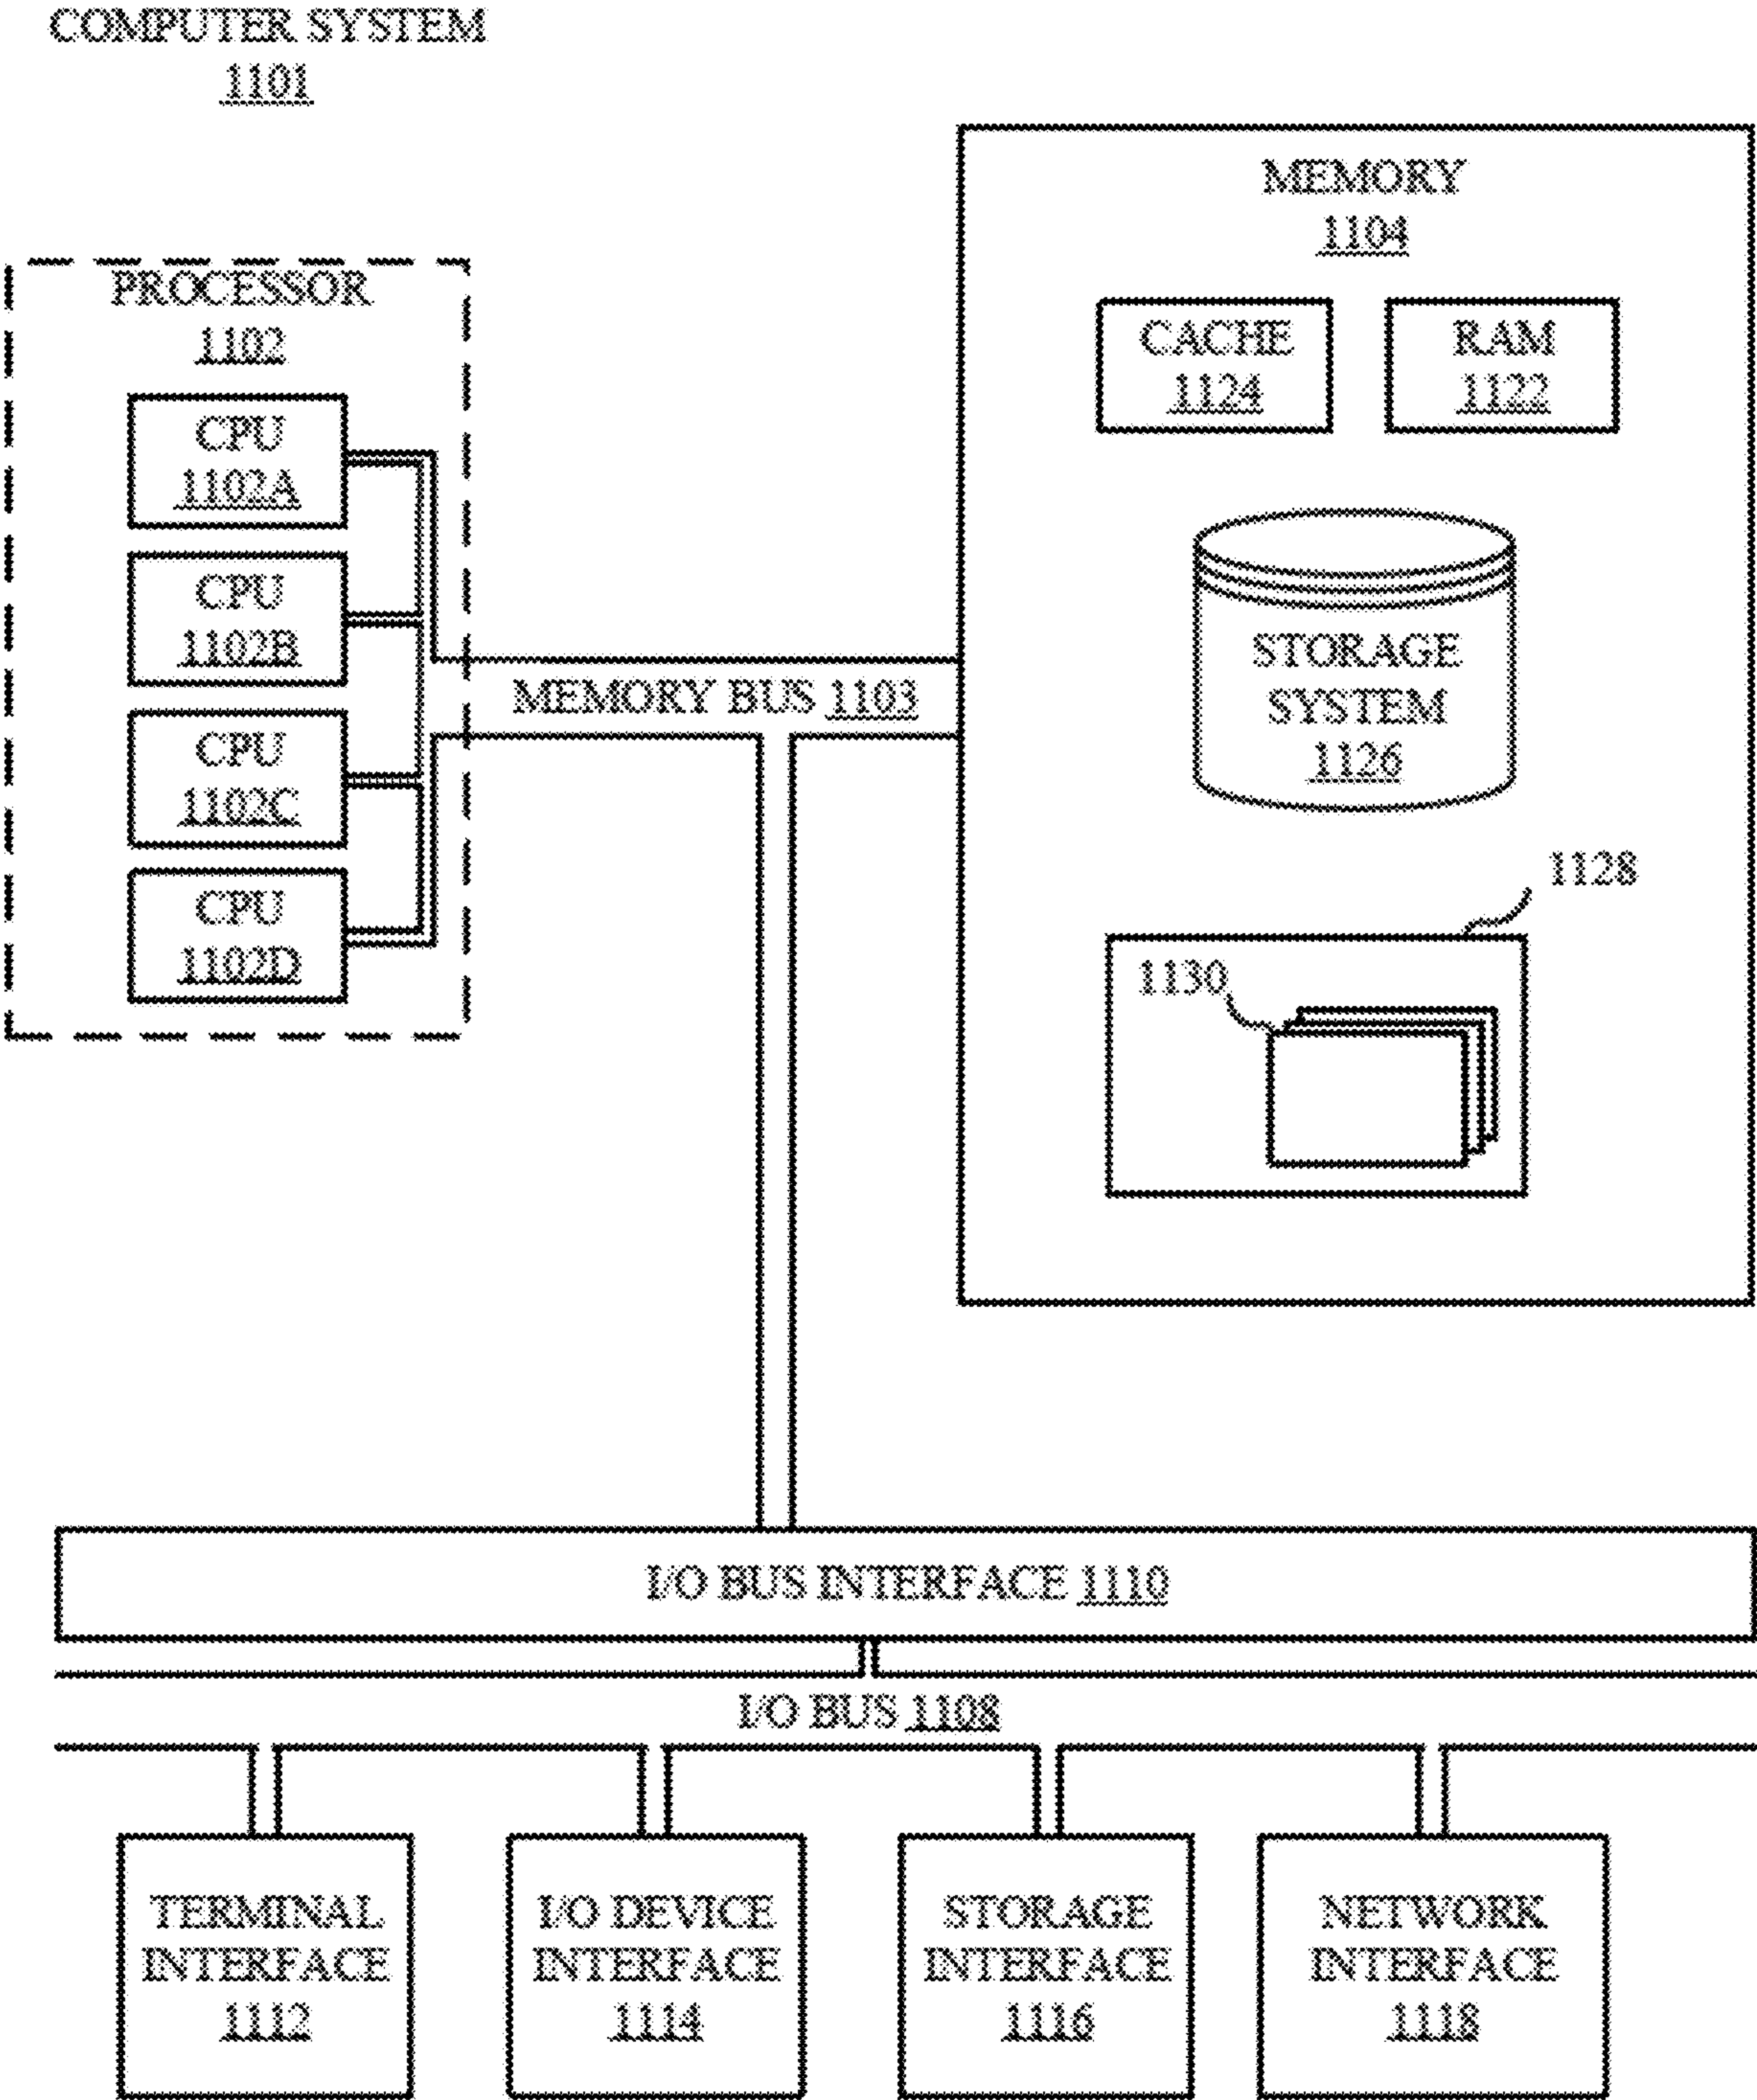 COMPUTER SYSTEM
1101
PROCESSOR
1102
CPU
1102A
CPU
1102B
CPU
1102C
CPU
1102D
MEMORY BUS 1103
MEMORY
1104
CACHE
1124
RAM
1122
STORAGE
SYSTEM
1126
1128
1130
I/O BUS INTERFACE 1110
I/O BUS 1108
TERMINAL
INTERFACE
1112
I/O DEVICE
INTERFACE
1114
STORAGE
INTERFACE
1116
NETWORK
INTERFACE
1118